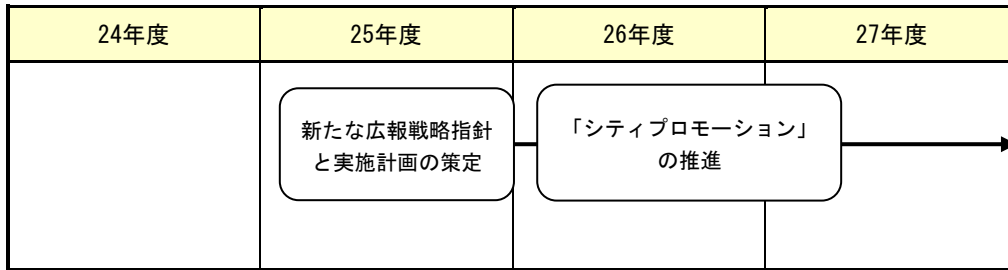 24年度
25年度
26年度
27年度
新たな広報戦略指針
と実施計画の策定
「シティプロモーション」
の推進